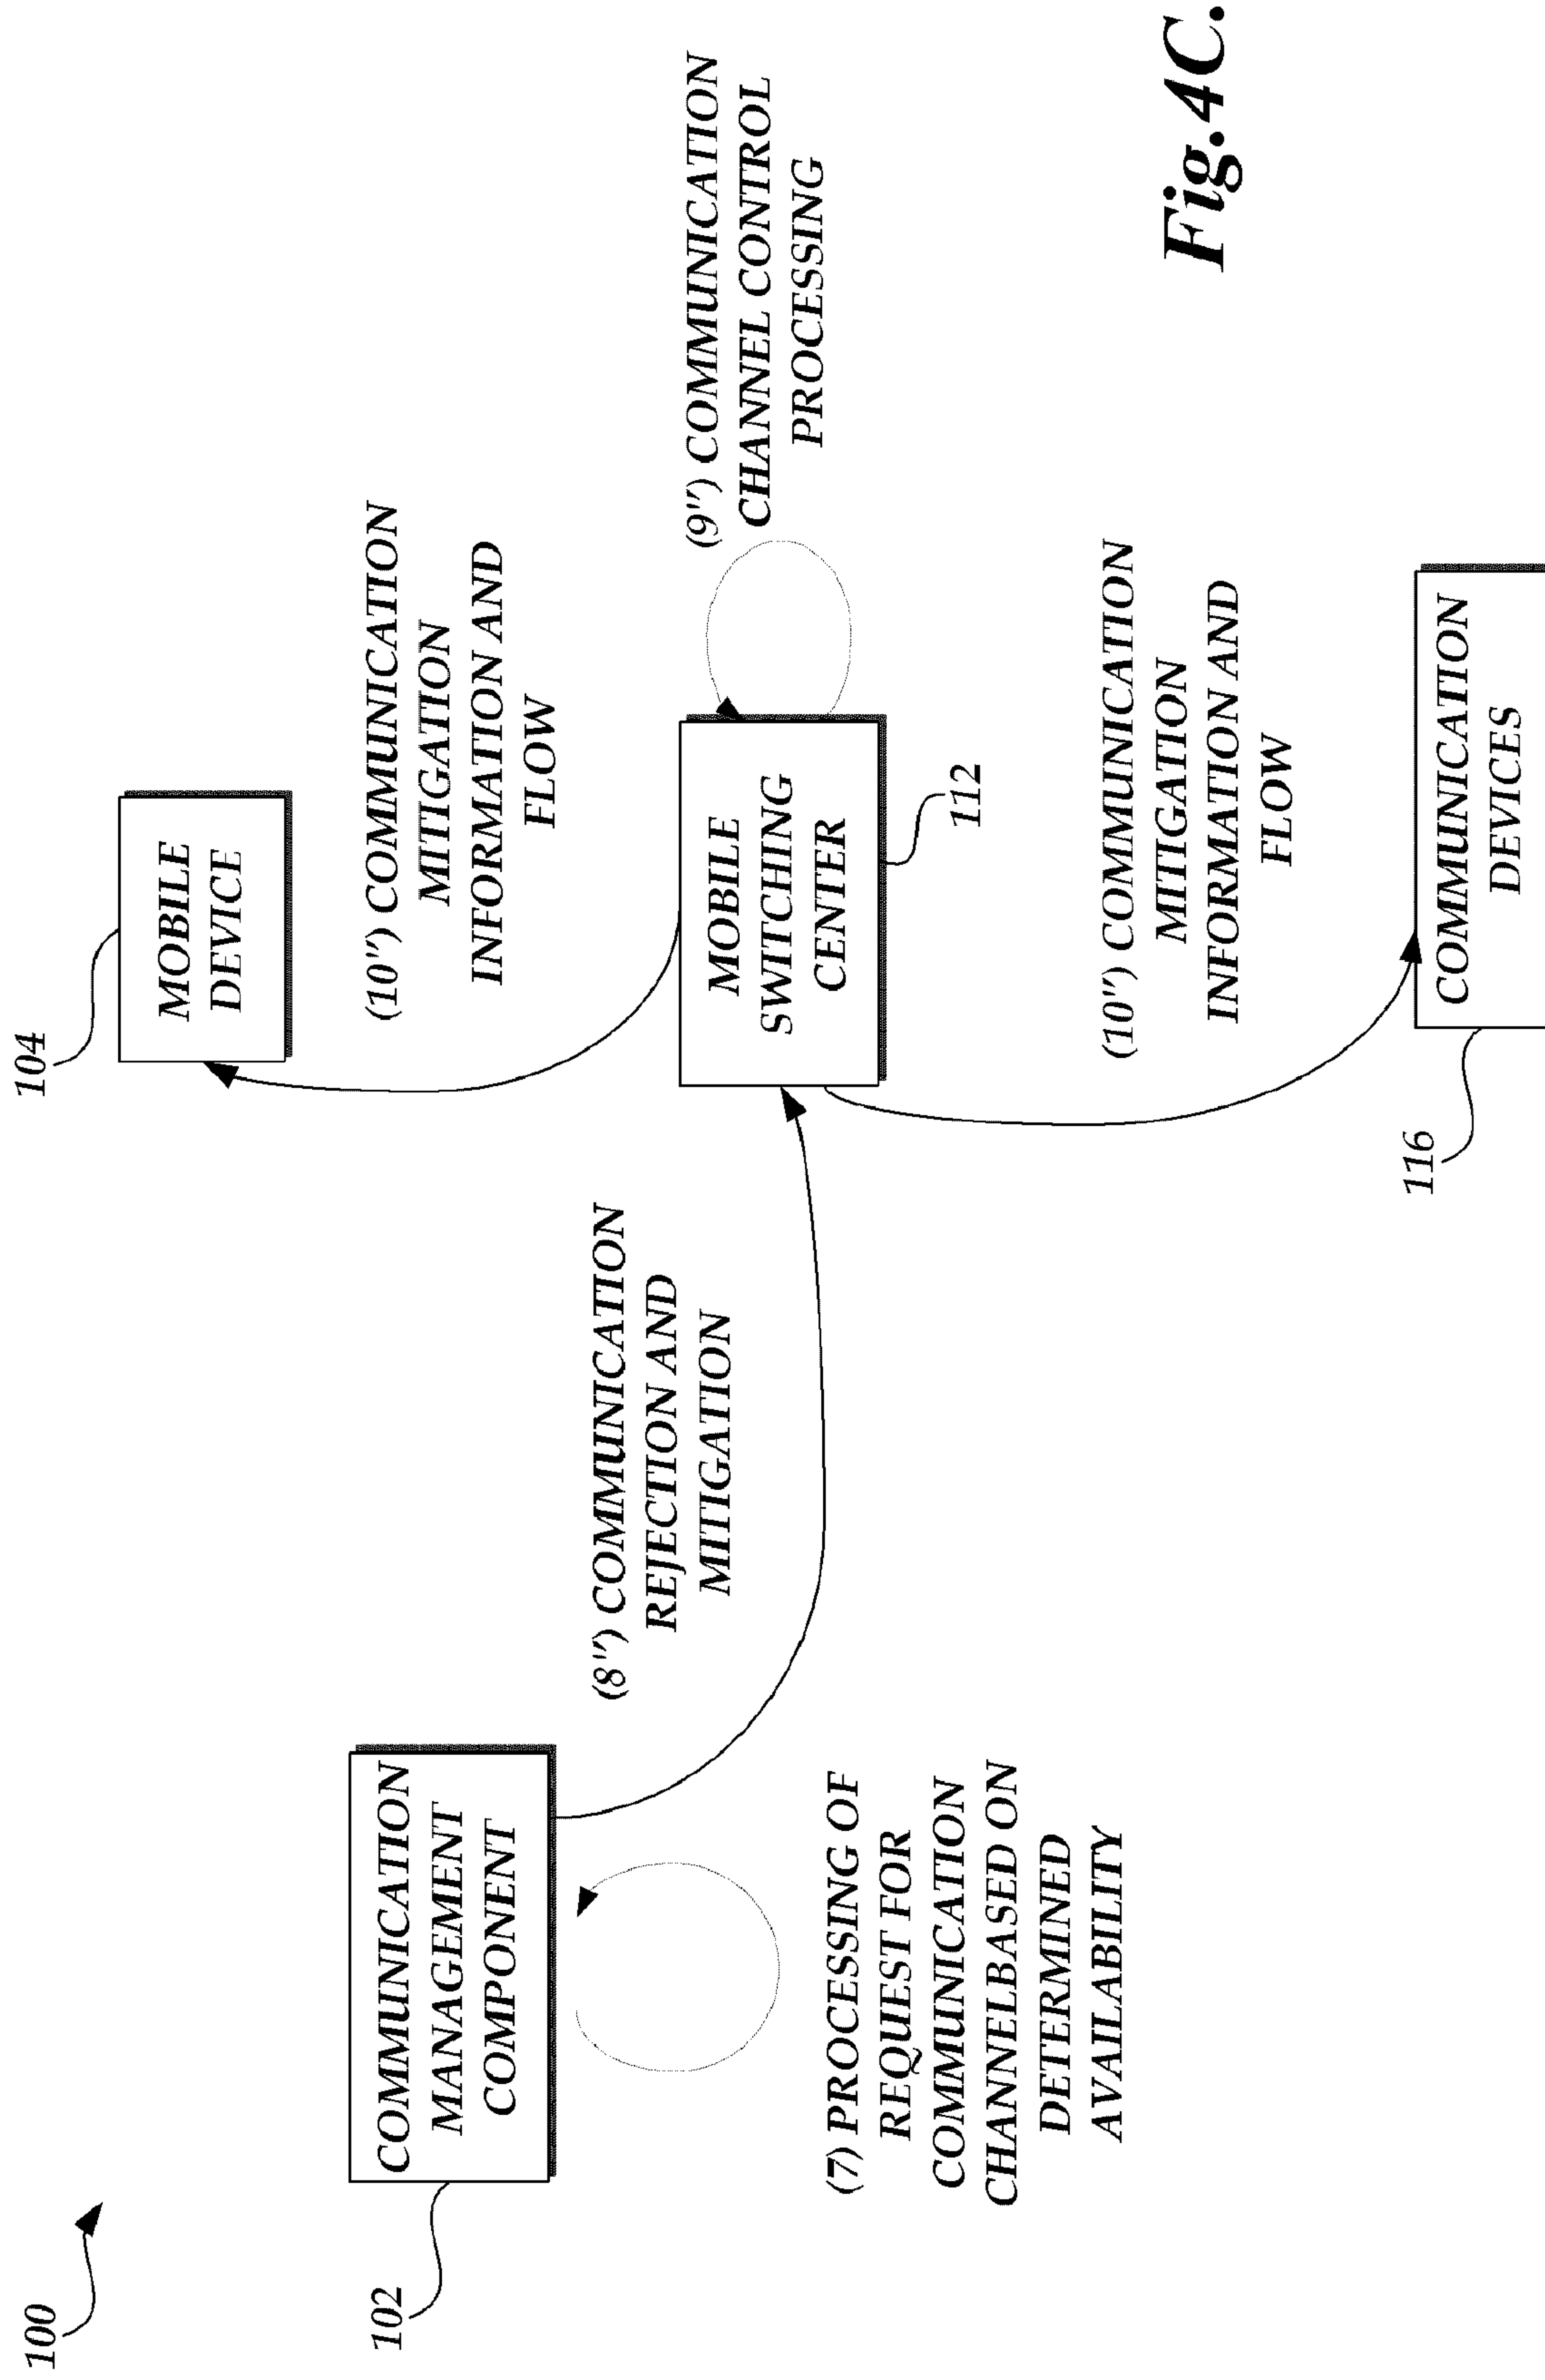 100
104
MOBILE
DEVICE
(10") COMMUNICATION
MITIGATION
INFORMATION AND
FLOW
102
COMMUNICATION
MANAGEMENT
COMPONENT
(8") COMMUNICATION
REJECTION AND
MITIGATION
MOBILE
SWITCHING
CENTER
112
(9") COMMUNICATION
CHANNEL CONTROL
PROCESSING
(7) PROCESSING OF
REQUEST FOR
COMMUNICATION
CHANNELBASED ON
DETERMINED
AVAILABILITY
(10") COMMUNICATION
MITIGATION
INFORMATION AND
FLOW
116
COMMUNICATION
DEVICES
Fig.4C.